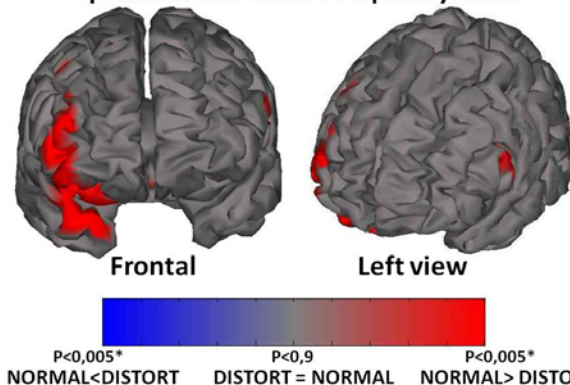 Frontal Left view
P<0,005* P<0,9 P<0,005*
NORMAL<DISTORT DISTORT = NORMAL NORMAL> DISTO